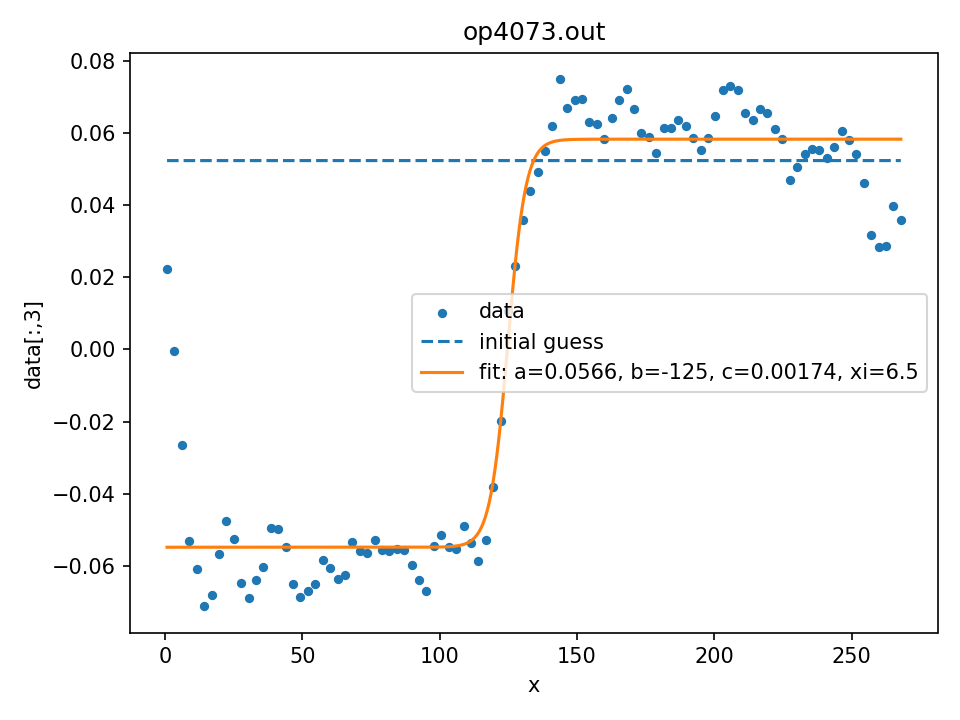 op4073.out
0.08
0.06
0.04
0.02
0.00
−0.02
−0.04
−0.06
data[:,3]
data
initial guess
fit: a=0.0566, b=-125, c=0.00174, xi=6.5
0 50 100 150 200 250
x